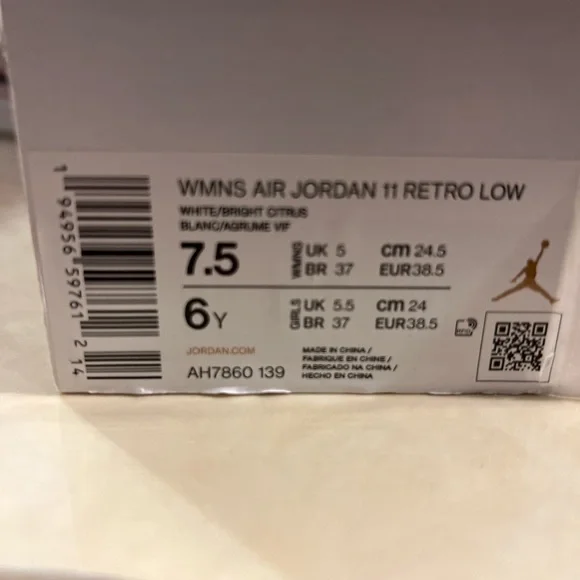 WMNS AIR JORDAN 11 RETRO LOW
WHITE/BRIGHT CITRUS
BLANC/AGRUME VIF
7.5 WMNS UK 5 cm 24.5
BR 37 EUR38.5
6Y GIRLS UK 5.5 cm 24
BR 37 EUR38.5
JORDAN.COM
AH7860 139
MADE IN CHINA /
FABRIQUE EN CHINE /
FABRICADO NA CHINA /
HECHO EN CHINA
1 94956 59761 2 14